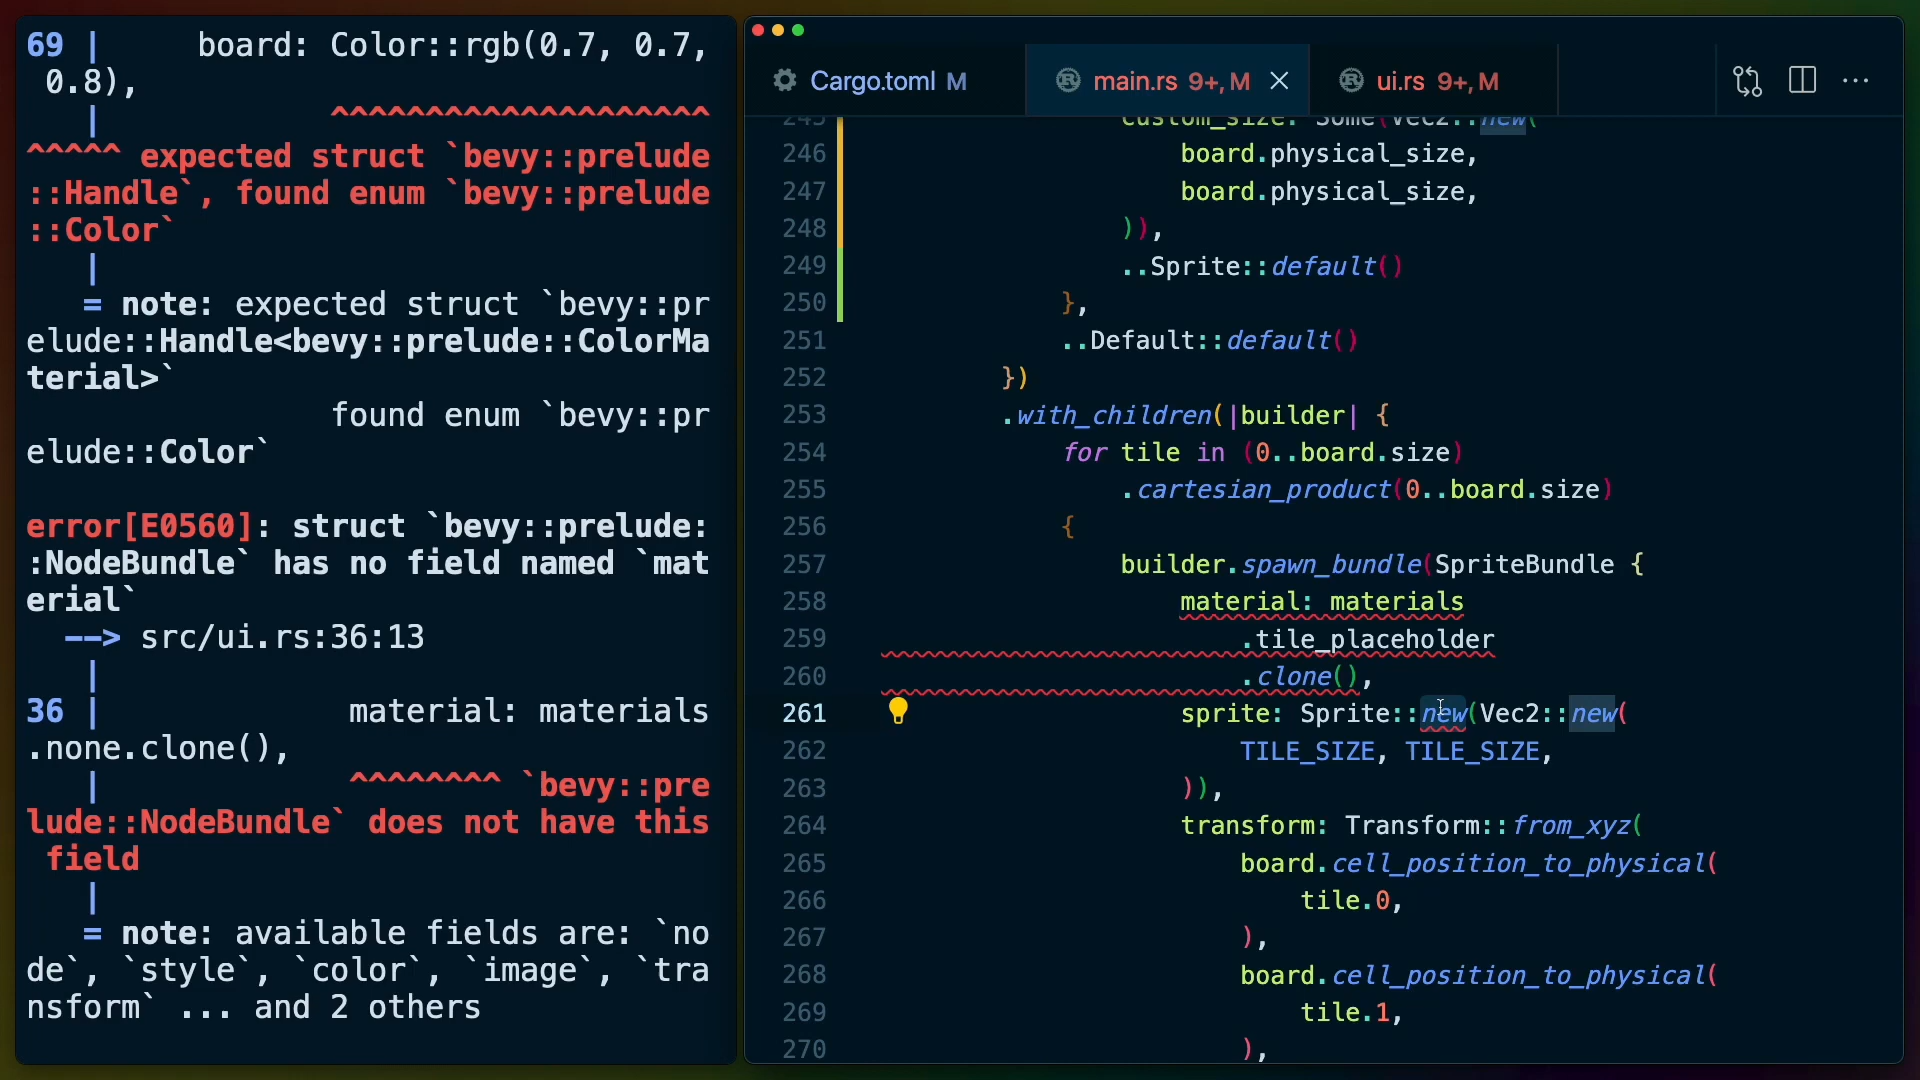 69 |     board: Color::rgb(0.7, 0.7,
 0.8),
   |            ^^^^^^^^^^^^^^^^^^^^
^^^^^ expected struct `bevy::prelude
::Handle`, found enum `bevy::prelude
::Color`
   |
   = note: expected struct `bevy::pr
elude::Handle<bevy::prelude::ColorMa
terial>`
                found enum `bevy::pr
elude::Color`
error[E0560]: struct `bevy::prelude:
:NodeBundle` has no field named `mat
erial`
  --> src/ui.rs:36:13
   |
36 |             material: materials
.none.clone(),
   |             ^^^^^^^^ `bevy::pre
lude::NodeBundle` does not have this
 field
   |
   = note: available fields are: `no
de`, `style`, `color`, `image`, `tra
nsform` ... and 2 others
Cargo.toml M
main.rs 9+, M
ui.rs 9+, M
245 custom_size: Some(Vec2::new(
246 board.physical_size,
247 board.physical_size,
248 )),
249 ..Sprite::default()
250 },
251 ..Default::default()
252 })
253 .with_children(|builder| {
254 for tile in (0..board.size)
255 .cartesian_product(0..board.size)
256 {
257 builder.spawn_bundle(SpriteBundle {
258 material: materials
259 .tile_placeholder
260 .clone(),
261 sprite: Sprite::new(Vec2::new(
262 TILE_SIZE, TILE_SIZE,
263 )),
264 transform: Transform::from_xyz(
265 board.cell_position_to_physical(
266 tile.0,
267 ),
268 board.cell_position_to_physical(
269 tile.1,
270 ),